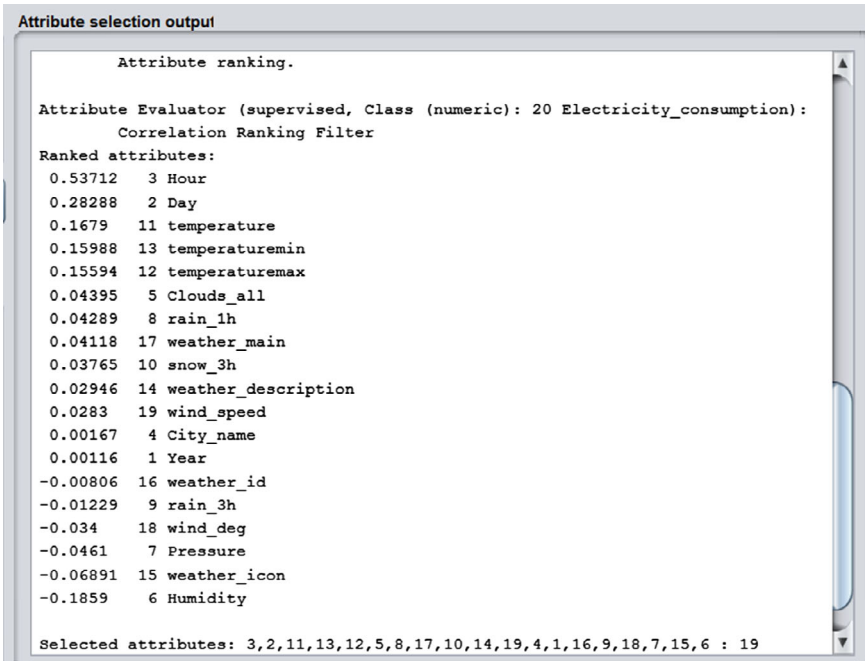 Attribute selection output
Attribute ranking.
Attribute Evaluator (supervised, Class (numeric): 20 Electricity_consumption):
Correlation Ranking Filter
Ranked attributes:
0.53712 3 Hour
0.28288 2 Day
0.1679 11 temperature
0.15988 13 temperaturemin
0.15594 12 temperaturemax
0.04395 5 Clouds_all
0.04289 8 rain_1h
0.04118 17 weather_main
0.03765 10 snow_3h
0.02946 14 weather_description
0.0283 19 wind_speed
0.00167 4 City_name
0.00116 1 Year
-0.00806 16 weather_id
-0.01229 9 rain_3h
-0.034 18 wind_deg
-0.0461 7 Pressure
-0.06891 15 weather_icon
-0.1859 6 Humidity
Selected attributes: 3,2,11,13,12,5,8,17,10,14,19,4,1,16,9,18,7,15,6 : 19